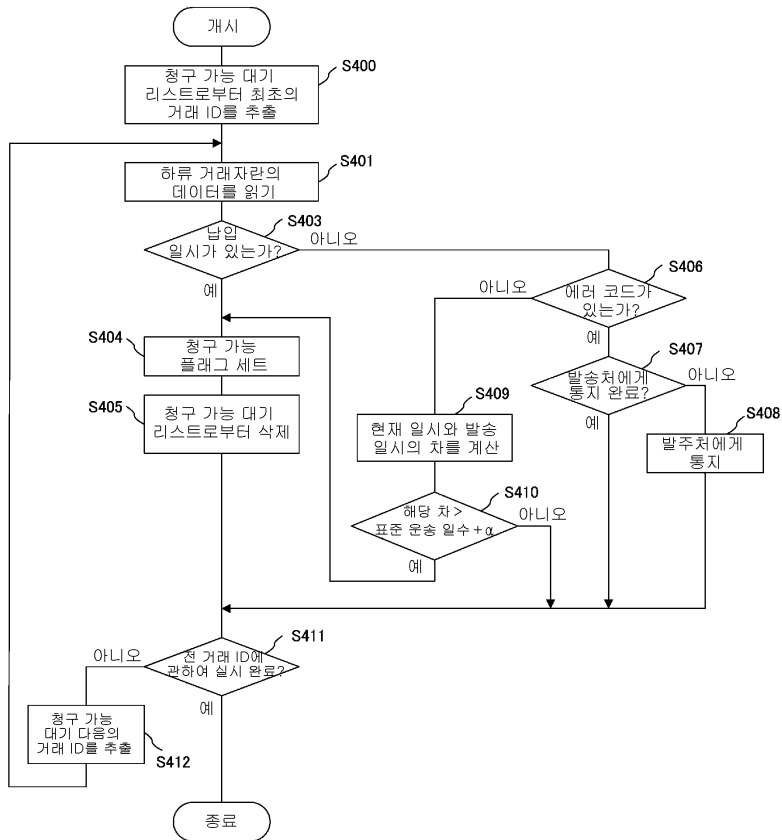 개시
S400
청구 가능 대기
리스트로부터 최초의
거래 ID를 추출
S401
하류 거래자란의
데이터를 읽기
S403
납입
일시가 있는가?
아니오
예
S406
에러 코드가
있는가?
아니오
예
S404
청구 가능
플래그 세트
S407
발송처에게
통지 완료?
아니오
예
S405
청구 가능 대기
리스트로부터 삭제
S409
현재 일시와 발송
일시의 차를 계산
S408
발주처에게
통지
S410
해당 차>
표준 운송 일수+α
아니오
예
S411
전 거래 ID에
관하여 실시 완료?
아니오
예
청구 가능
대기 다음의
거래 ID를 추출
S412
종료